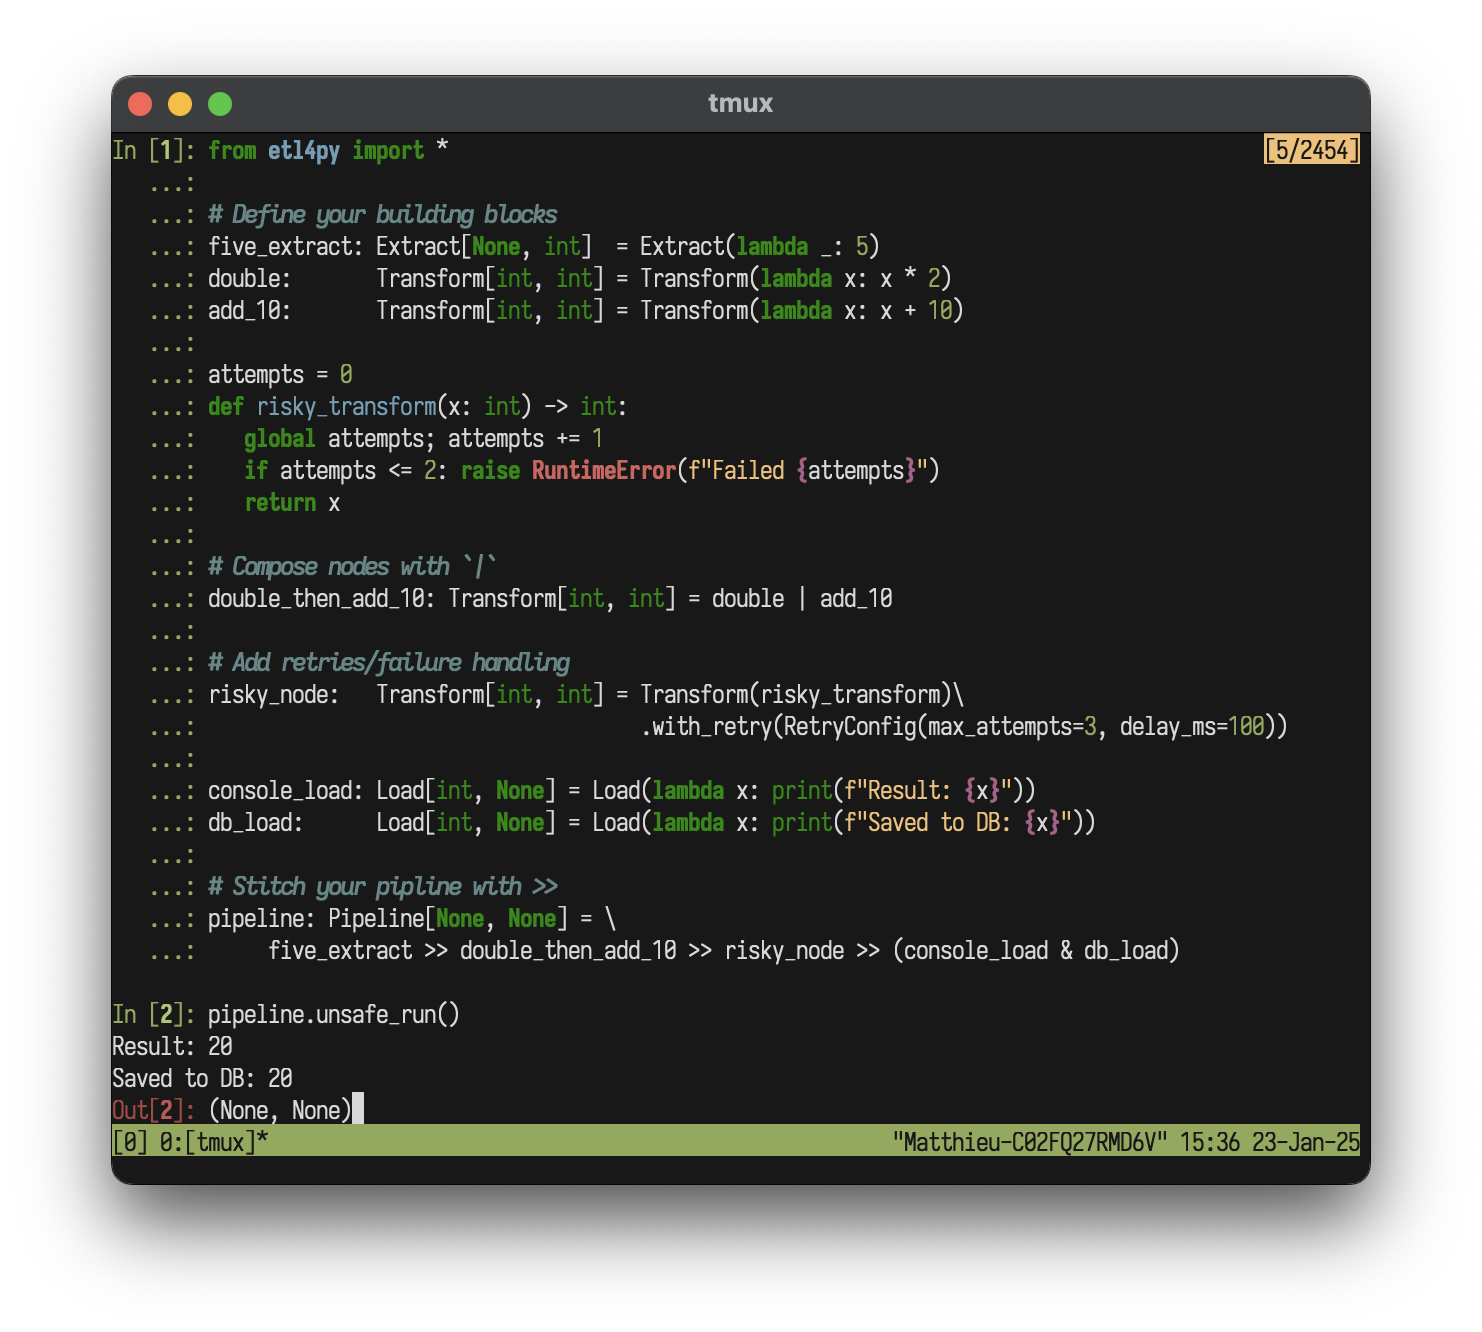 tmux
In [1]: from etl4py import * [5/2454]
   ...:
   ...: # Define your building blocks
   ...: five_extract: Extract[None, int]  = Extract(lambda _: 5)
   ...: double:       Transform[int, int] = Transform(lambda x: x * 2)
   ...: add_10:       Transform[int, int] = Transform(lambda x: x + 10)
   ...:
   ...: attempts = 0
   ...: def risky_transform(x: int) -> int:
   ...:    global attempts; attempts += 1
   ...:    if attempts <= 2: raise RuntimeError(f"Failed {attempts}")
   ...:    return x
   ...:
   ...: # Compose nodes with `|`
   ...: double_then_add_10: Transform[int, int] = double | add_10
   ...:
   ...: # Add retries/failure handling
   ...: risky_node:   Transform[int, int] = Transform(risky_transform)\
   ...:                                     .with_retry(RetryConfig(max_attempts=3, delay_ms=100))
   ...:
   ...: console_load: Load[int, None] = Load(lambda x: print(f"Result: {x}"))
   ...: db_load:      Load[int, None] = Load(lambda x: print(f"Saved to DB: {x}"))
   ...:
   ...: # Stitch your pipline with >>
   ...: pipeline: Pipeline[None, None] = \
   ...:      five_extract >> double_then_add_10 >> risky_node >> (console_load & db_load)

In [2]: pipeline.unsafe_run()
Result: 20
Saved to DB: 20
Out[2]: (None, None)
[0] 0:[tmux]* "Matthieu-C02FQ27RMD6V" 15:36 23-Jan-25